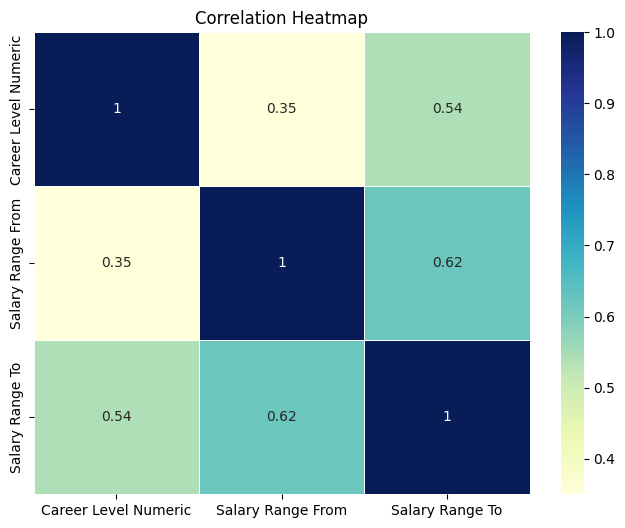 Correlation Heatmap
Career Level Numeric
1
0.35
0.54
Salary Range From
0.35
1
0.62
Salary Range To
0.54
0.62
1
Career Level Numeric
Salary Range From
Salary Range To
1.0
0.9
0.8
0.7
0.6
0.5
0.4